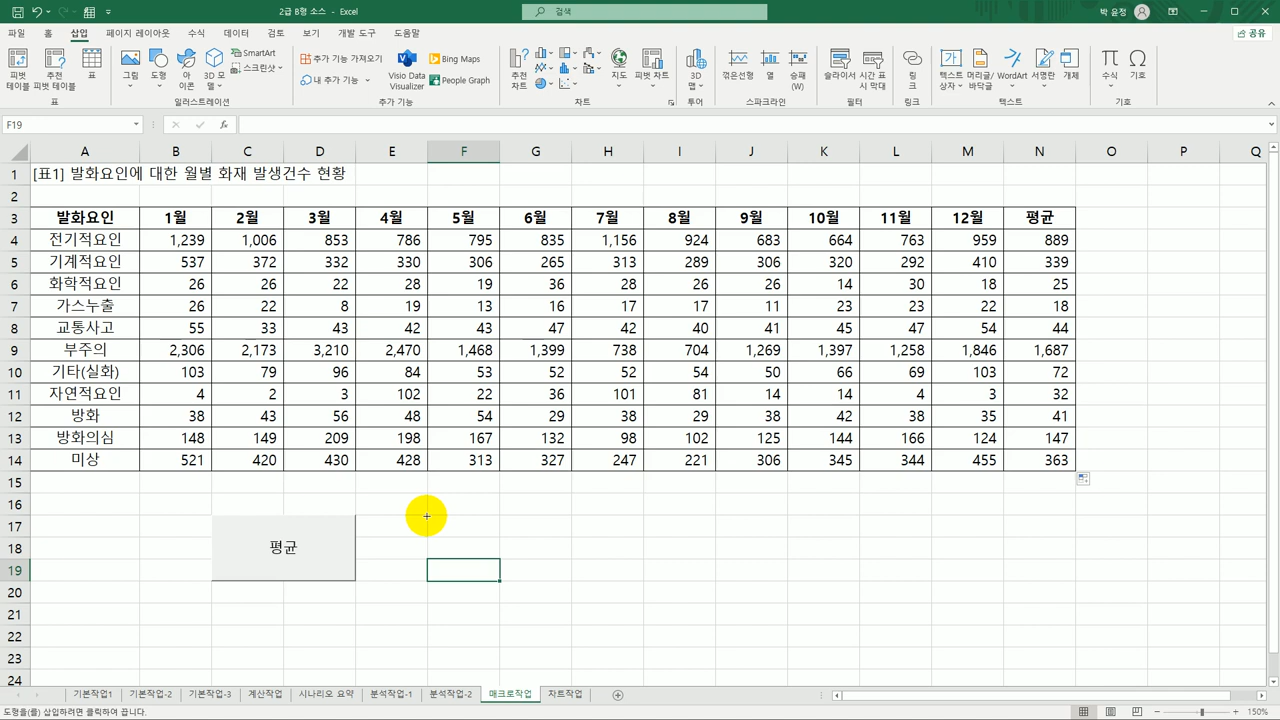 2급 B형 소스 - Excel
검색
박 윤정
파일 홈 삽입 페이지 레이아웃 수식 데이터 검토 보기 개발 도구 도움말
공유
피벗 테이블
추천 피벗 테이블
표
표
그림
도형
아이콘
3D 모델
SmartArt
스크린샷
일러스트레이션
추가 기능 가져오기
내 추가 기능
Visio Data Visualizer
Bing Maps
People Graph
추가 기능
추천 차트
지도
피벗 차트
차트
3D 맵
투어
꺾은선형
열
승패 (W)
스파크라인
슬라이서
시간 표시 막대
필터
링크
링크
텍스트 상자
머리글/바닥글
WordArt
서명란
개체
텍스트
수식
기호
기호
F19
fx
A B C D E F G H I J K L M N O P Q
1 [표1] 발화요인에 대한 월별 화재 발생건수 현황
2
3 발화요인 1월 2월 3월 4월 5월 6월 7월 8월 9월 10월 11월 12월 평균
4 전기적요인 1,239 1,006 853 786 795 835 1,156 924 683 664 763 959 889
5 기계적요인 537 372 332 330 306 265 313 289 306 320 292 410 339
6 화학적요인 26 26 22 28 19 36 28 26 26 14 30 18 25
7 가스누출 26 22 8 19 13 16 17 17 11 23 23 22 18
8 교통사고 55 33 43 42 43 47 42 40 41 45 47 54 44
9 부주의 2,306 2,173 3,210 2,470 1,468 1,399 738 704 1,269 1,397 1,258 1,846 1,687
10 기타(실화) 103 79 96 84 53 52 52 54 50 66 69 103 72
11 자연적요인 4 2 3 102 22 36 101 81 14 14 4 3 32
12 방화 38 43 56 48 54 29 38 29 38 42 38 35 41
13 방화의심 148 149 209 198 167 132 98 102 125 144 166 124 147
14 미상 521 420 430 428 313 327 247 221 306 345 344 455 363
15
16
17
18 평균
19
20
21
22
23
24
기본작업1 기본작업-2 기본작업-3 계산작업 시나리오 요약 분석작업-1 분석작업-2 매크로작업 차트작업
도형을(를) 삽입하려면 클릭하여 끕니다.
150%